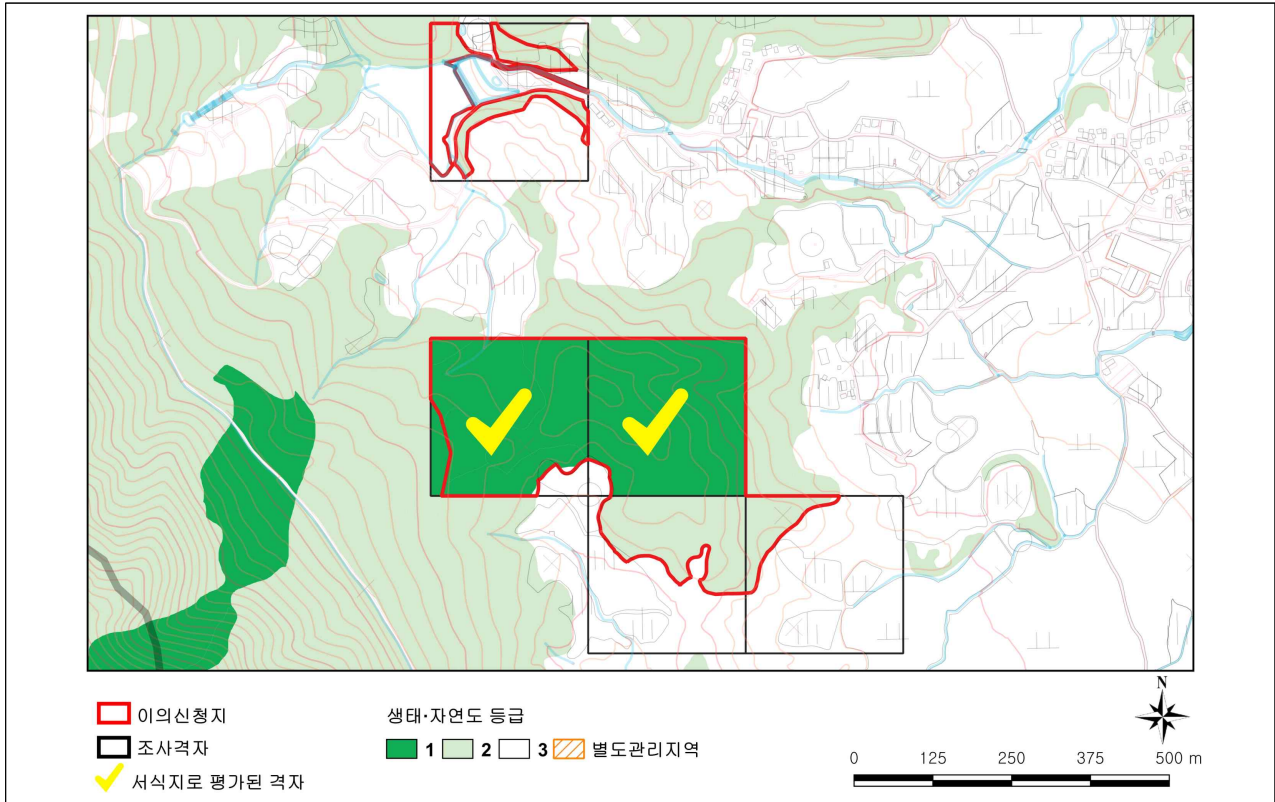 이의신청지
조사격자
서식지로 평가된 격자
생태·자연도 등급
1 2 3 별도관리지역
N
0 125 250 375 500 m